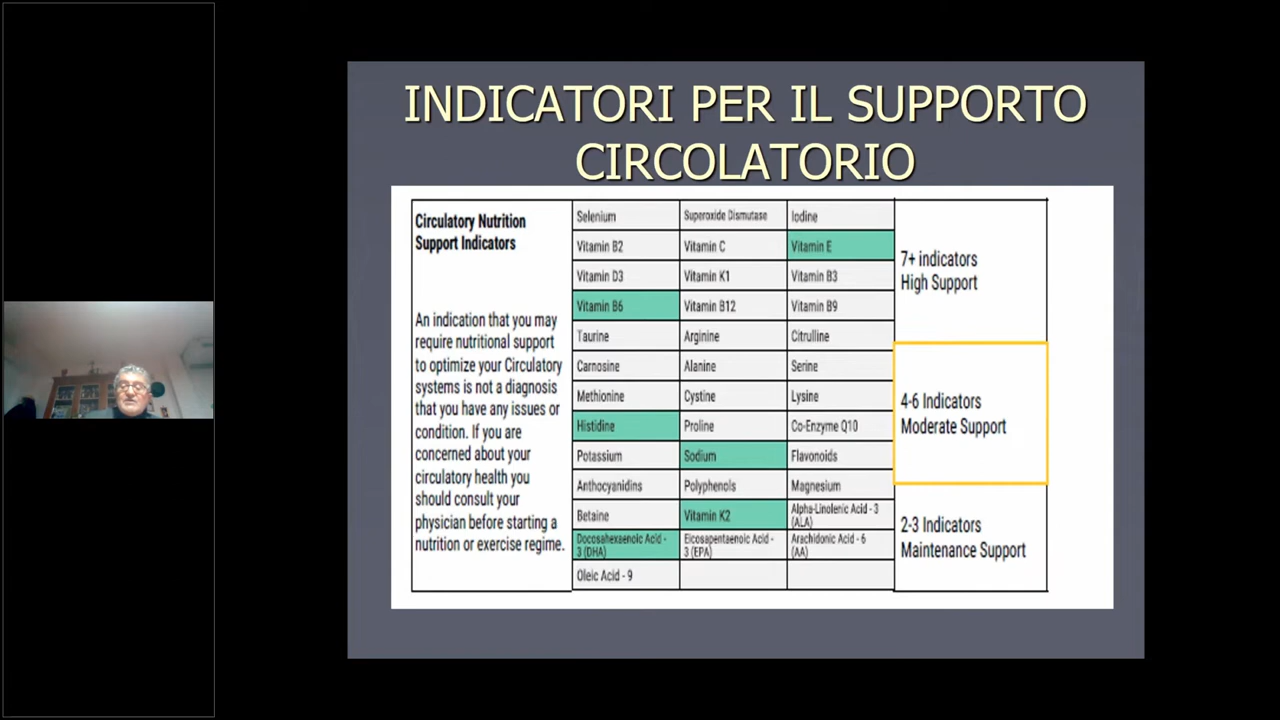 INDICATORI PER IL SUPPORTO
CIRCOLATORIO
Circulatory Nutrition
Support Indicators
An indication that you may
require nutritional support
to optimize your Circulatory
systems is not a diagnosis
that you have any issues or
condition. If you are
concerned about your
circulatory health you
should consult your
physician before starting a
nutrition or exercise regime.
Selenium Superoxide Dismutase Iodine
Vitamin B2 Vitamin C Vitamin E
Vitamin D3 Vitamin K1 Vitamin B3
Vitamin B6 Vitamin B12 Vitamin B9
Taurine Arginine Citrulline
Carnosine Alanine Serine
Methionine Cystine Lysine
Histidine Proline Co-Enzyme Q10
Potassium Sodium Flavonoids
Anthocyanidins Polyphenols Magnesium
Betaine Vitamin K2 Alpha-Linolenic Acid - 3
(ALA)
Docosahexaenoic Acid - Eicosapentaenoic Acid - Arachidonic Acid - 6
3 (DHA) 3 (EPA) (AA)
Oleic Acid - 9
7+ indicators
High Support
4-6 Indicators
Moderate Support
2-3 Indicators
Maintenance Support